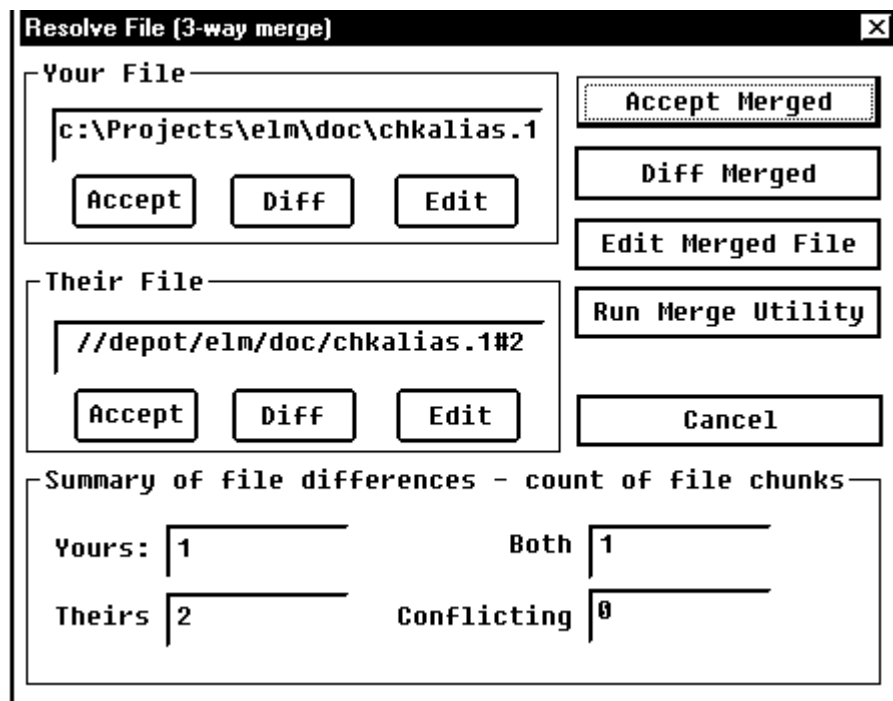 Resolve File (3-way merge)
Your File
c:\Projects\elm\doc\chkalias.1
Accept Diff Edit
Their File
//depot/elm/doc/chkalias.1#2
Accept Diff Edit
Accept Merged
Diff Merged
Edit Merged File
Run Merge Utility
Cancel
Summary of file differences - count of file chunks
Yours: 1 Both 1
Theirs 2 Conflicting 0